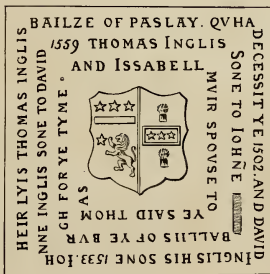 HEIR LYIS THOMAS INGLIS
BAILZE OF PASLAY. QVHA
DECESSIT YE 1502. AND DAVID
INGLIS HIS SONE 1533. IOH
NNE INGLIS SONE TO DAVID
1559 THOMAS INGLIS
SONE TO IOHNE
BALLIIS OF YE BVR
GH FOR YE TYME.
AND ISSABELL
MVIR SPOVSE TO
YE SAID THOM
AS